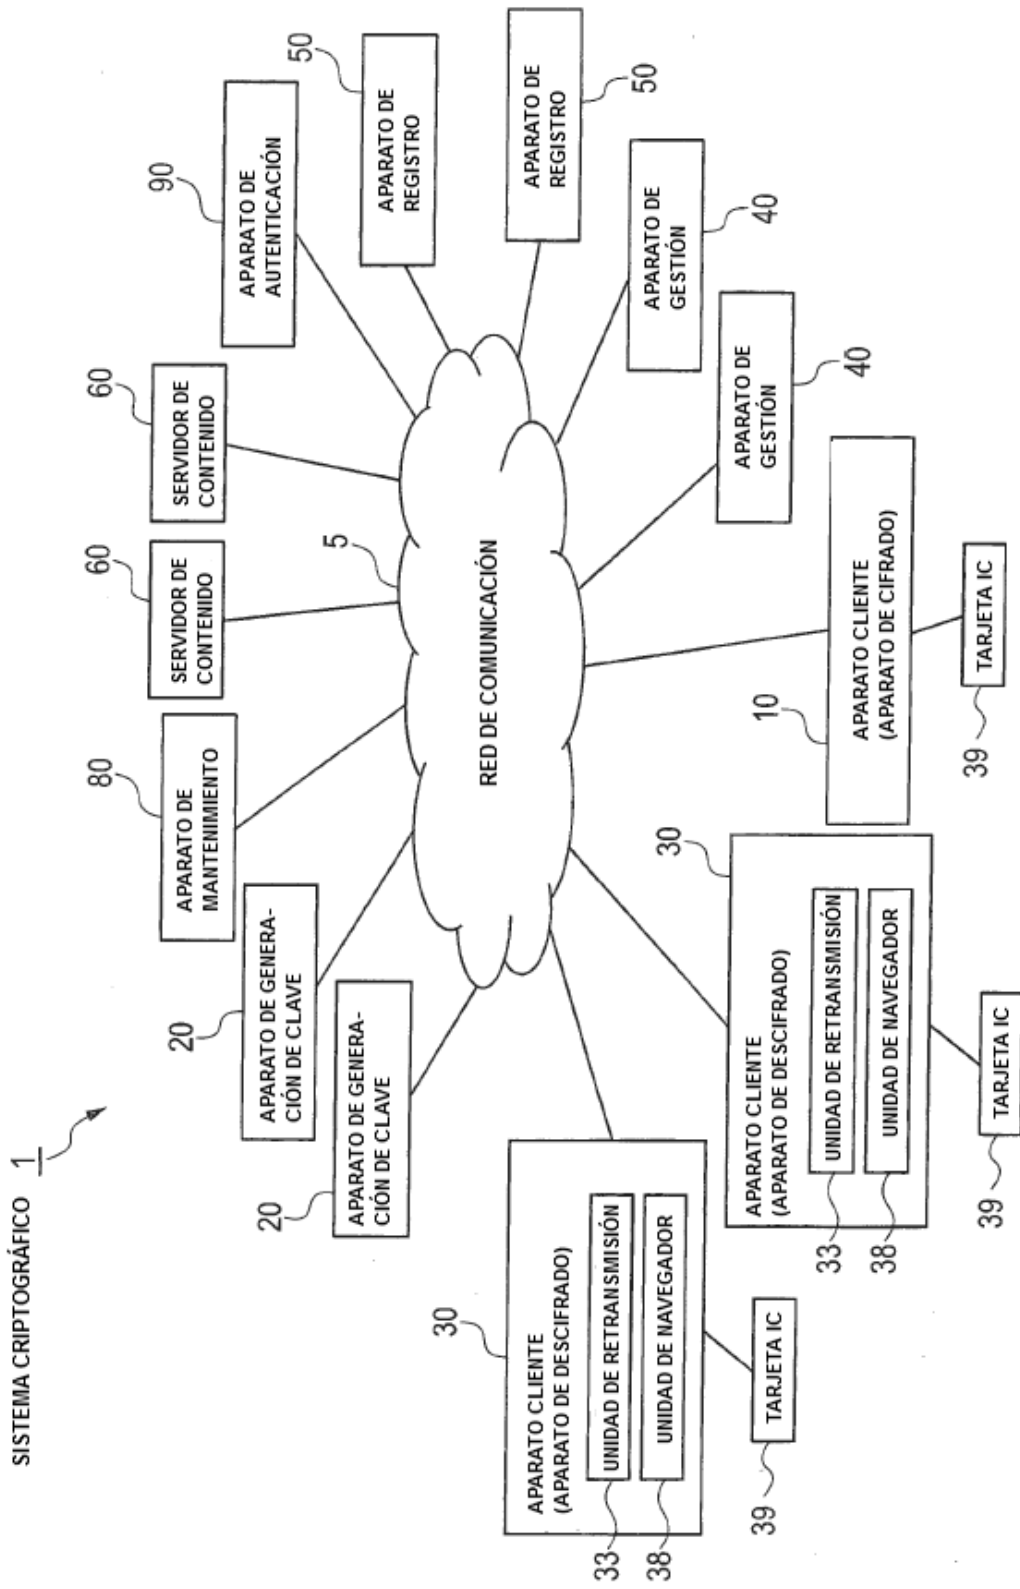 SISTEMA CRIPTOGRÁFICO 1
20
APARATO DE GENERA-
CIÓN DE CLAVE
20
APARATO DE GENERA-
CIÓN DE CLAVE
80
APARATO DE
MANTENIMIENTO
60
SERVIDOR DE
CONTENIDO
60
SERVIDOR DE
CONTENIDO
90
APARATO DE
AUTENTICACIÓN
50
APARATO DE
REGISTRO
50
APARATO DE
REGISTRO
5
RED DE COMUNICACIÓN
40
APARATO DE
GESTIÓN
40
APARATO DE
GESTIÓN
30
APARATO CLIENTE
(APARATO DE DESCIFRADO)
33
UNIDAD DE RETRANSMISIÓN
38
UNIDAD DE NAVEGADOR
39
TARJETA IC
30
APARATO CLIENTE
(APARATO DE DESCIFRADO)
33
UNIDAD DE RETRANSMISIÓN
38
UNIDAD DE NAVEGADOR
39
TARJETA IC
10
APARATO CLIENTE
(APARATO DE CIFRADO)
39
TARJETA IC